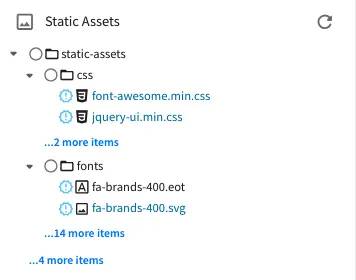 Static Assets
static-assets
css
font-awesome.min.css
jquery-ui.min.css
...2 more items
fonts
fa-brands-400.eot
fa-brands-400.svg
...14 more items
...4 more items